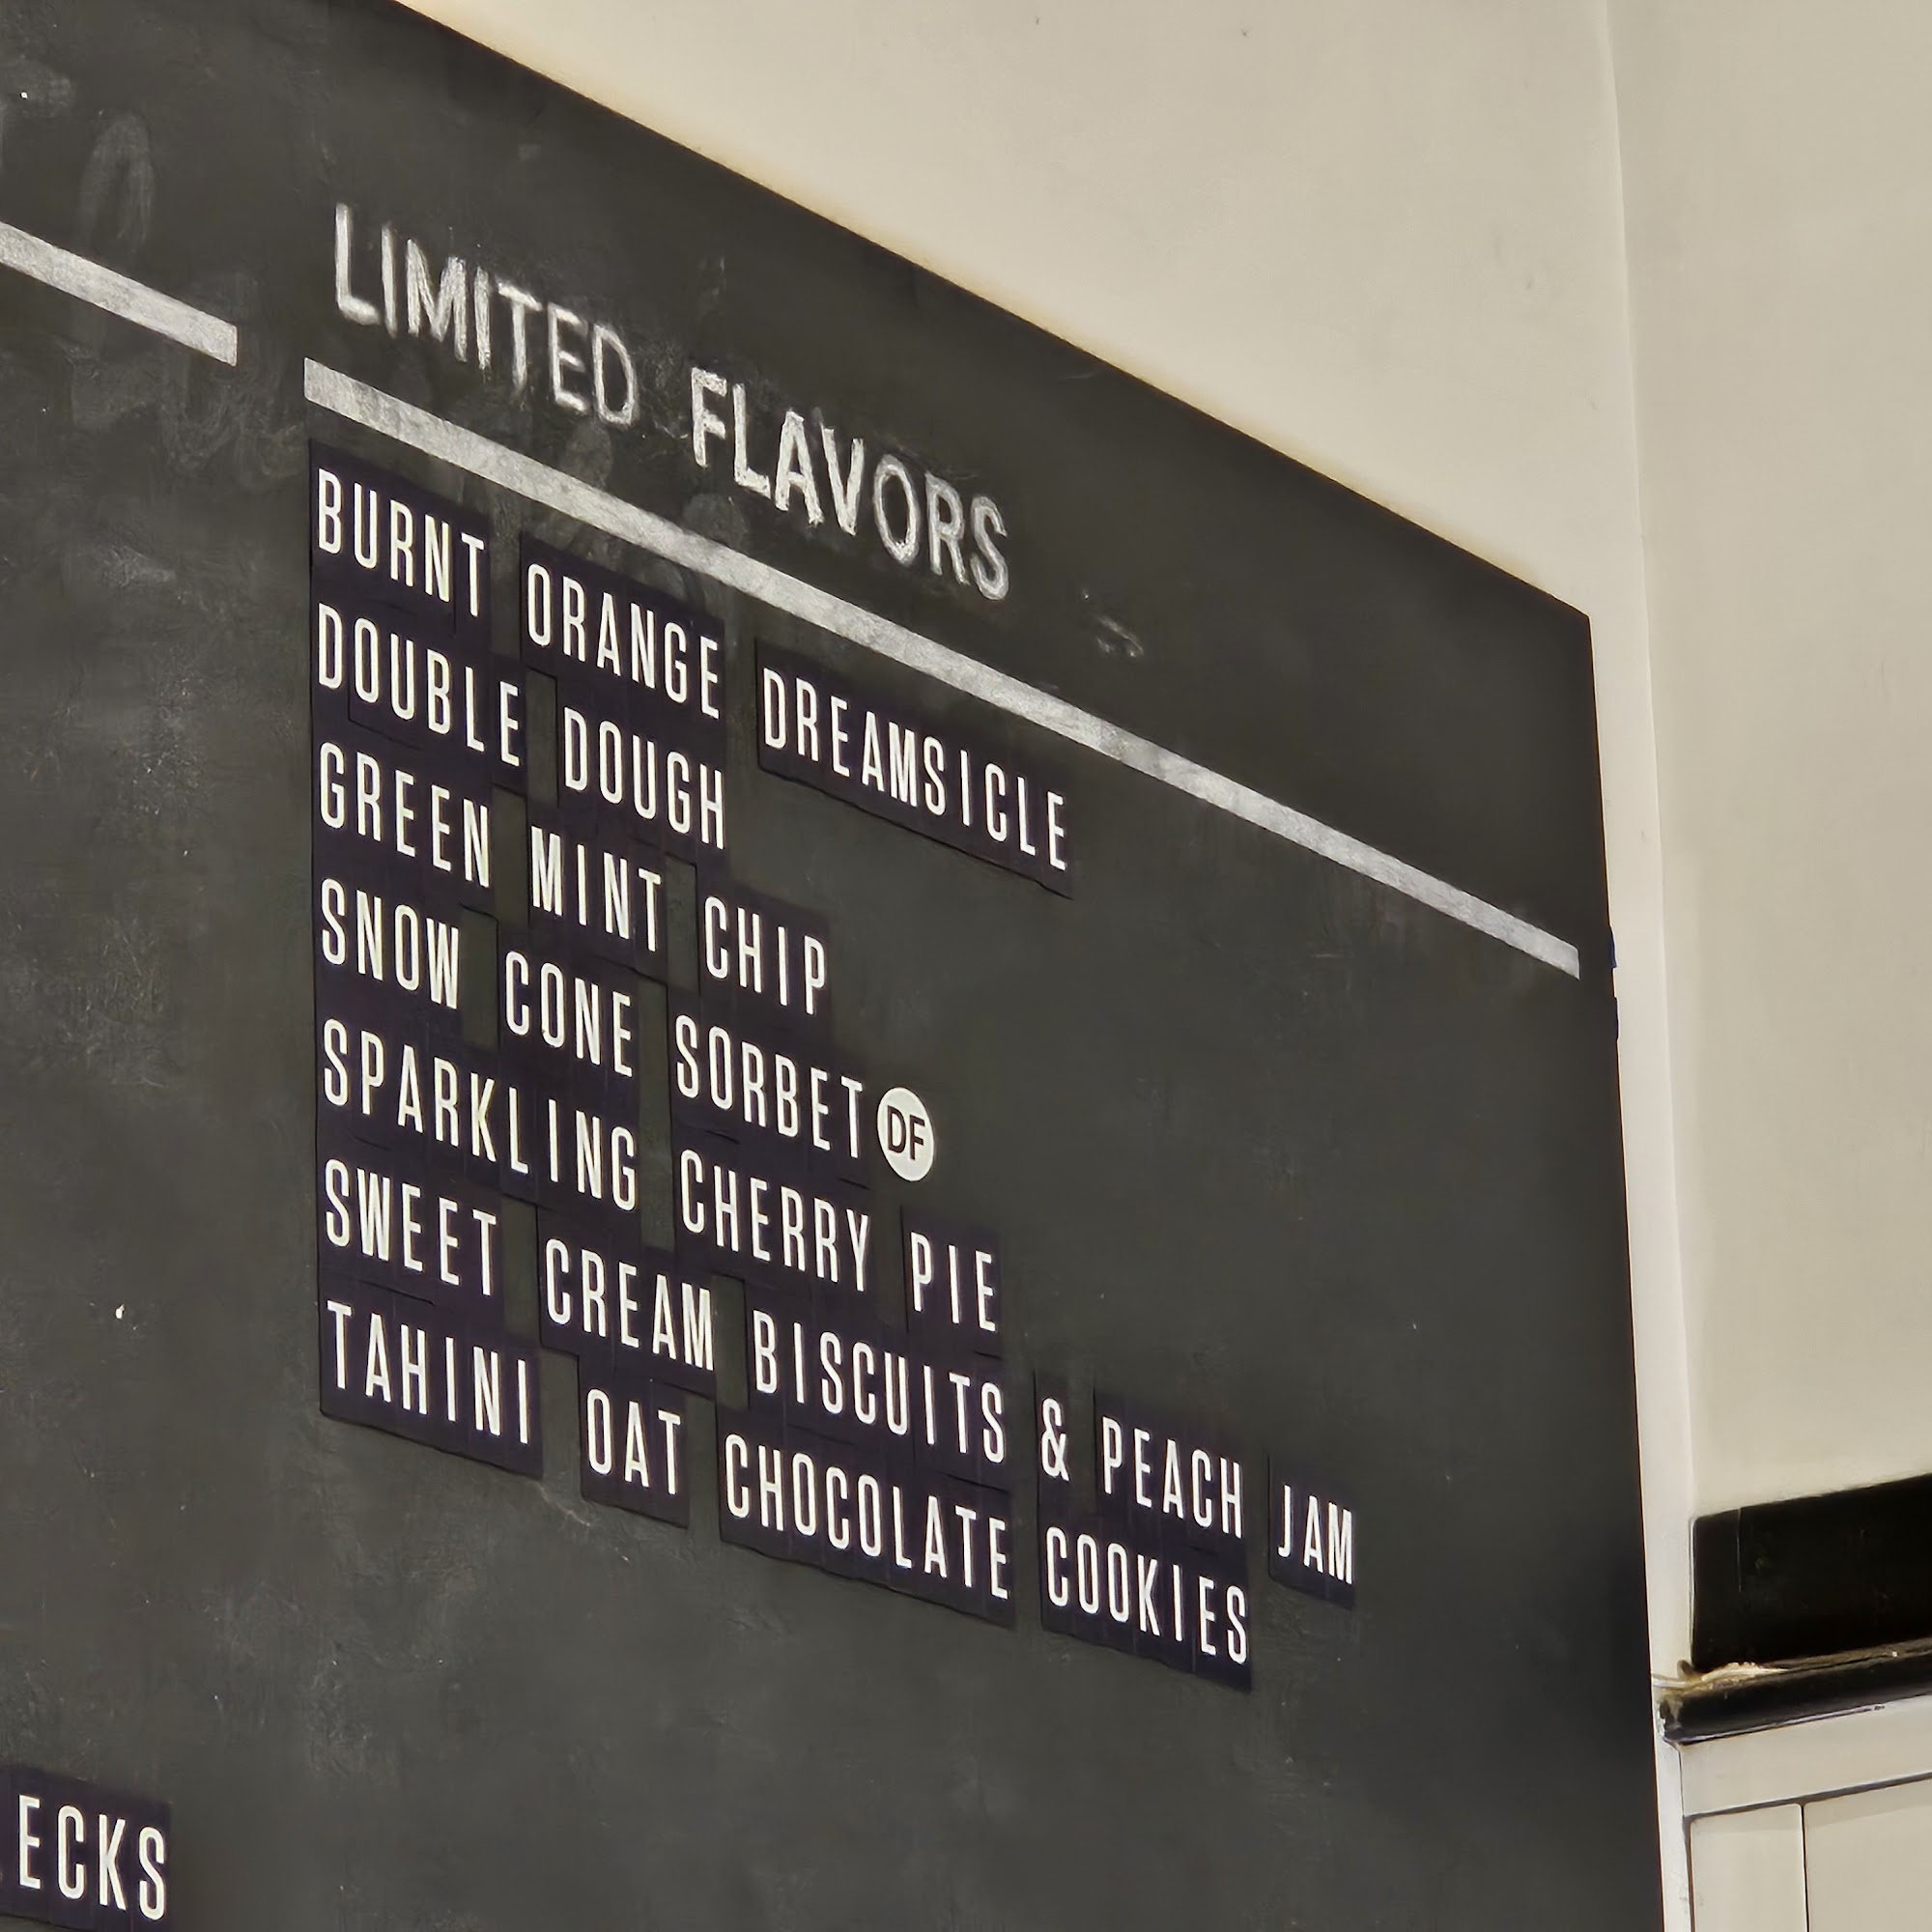 LIMITED FLAVORS
BURNT ORANGE DREAMSICLE
DOUBLE DOUGH
GREEN MINT CHIP
SNOW CONE SORBET DF
SPARKLING CHERRY PIE
SWEET CREAM BISCUITS & PEACH JAM
TAHINI OAT CHOCOLATE COOKIES
ECKS